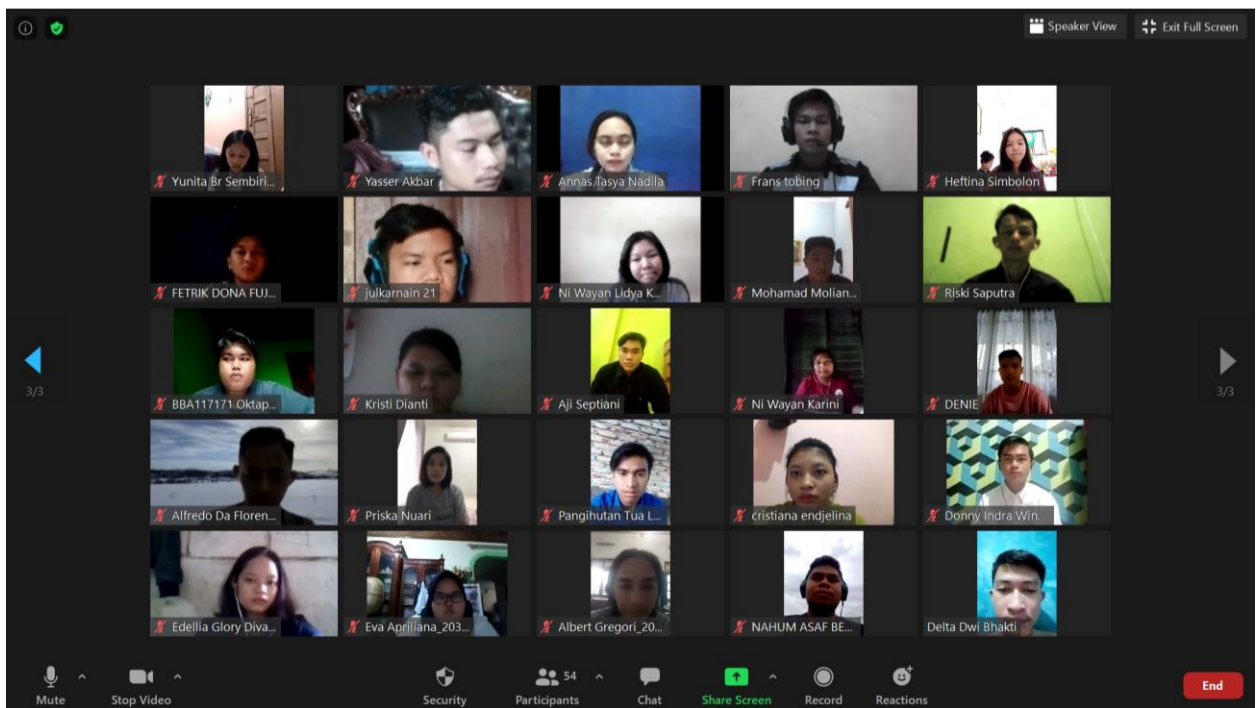 Speaker View Exit Full Screen
Yunita Br Sembiri... Yasser Akbar Annas Tasya Nadila Frans tobing Heftina Simbolon
FETRIK DONA FUJ... julkarnain 21 Ni Wayan Lidya K... Mohamad Molian... Riski Saputra
3/3 3/3
BBA117171 Oktap... Kristi Dianti Aji Septiani Ni Wayan Karini DENIE
Alfredo Da Floren... Priska Nuari Pangihutan Tua L... cristiana endjelina Donny Indra Win...
Edellia Glory Diva... Eva Apriliana_203... Albert Gregori_20... NAHUM ASAF BE... Delta Dwi Bhakti
54
Mute Stop Video Security Participants Chat Share Screen Record Reactions End